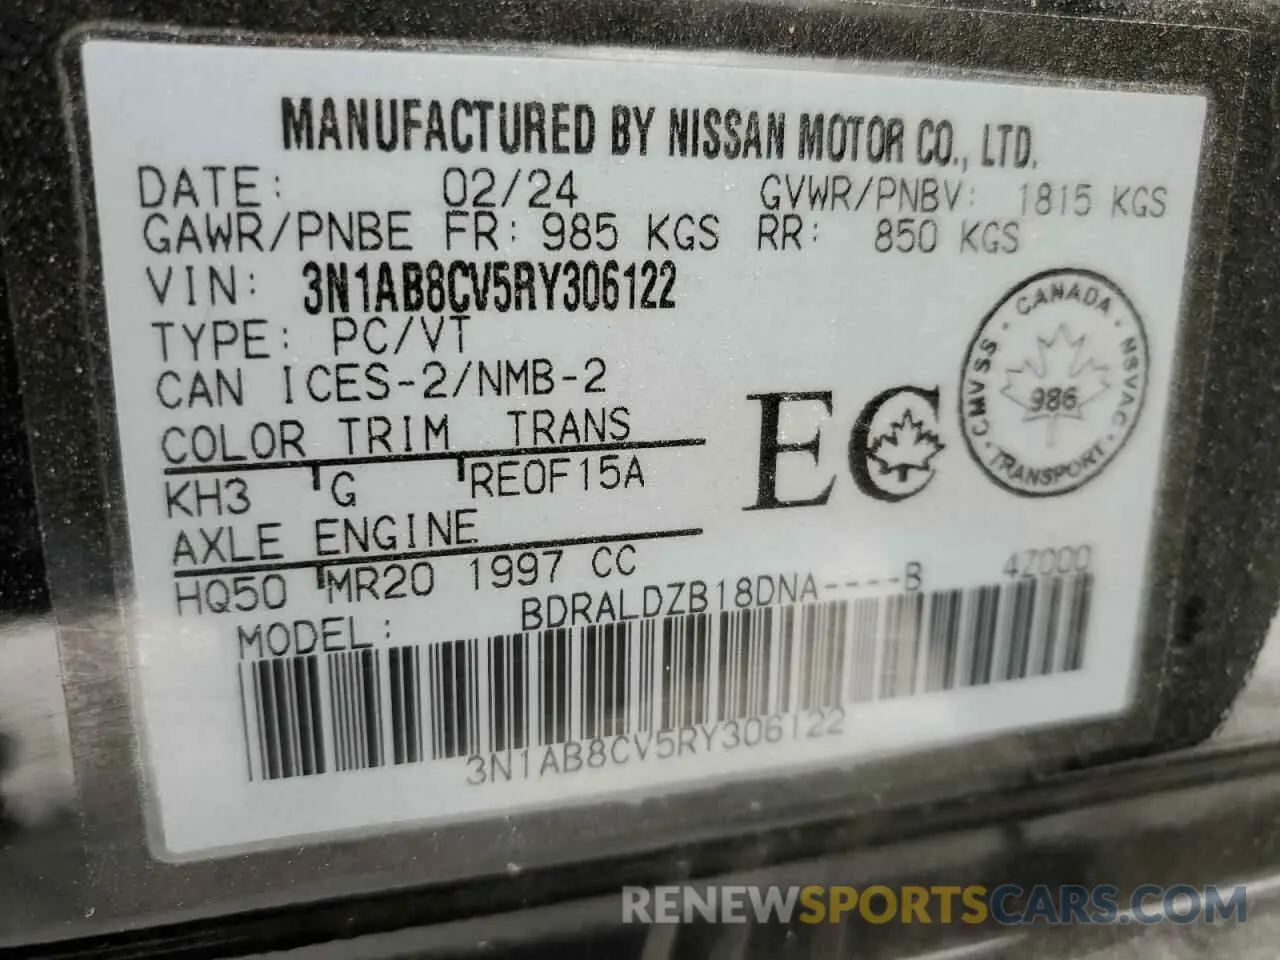 MANUFACTURED BY NISSAN MOTOR CO., LTD.
DATE: 02/24 GVWR/PNBV: 1815 KGS
GAWR/PNBE FR: 985 KGS RR: 850 KGS
VIN: 3N1AB8CV5RY306122
TYPE: PC/VT
CAN ICES-2/NMB-2
COLOR TRIM TRANS
KH3 G RE0F15A
AXLE ENGINE
HQ50 MR20 1997 CC
EC
CANADA · NSVAC · TRANSPORT · CMVSS ·
986
MODEL: BDRALDZB18DNA----B 4Z000
3N1AB8CV5RY306122
RENEWSPORTSCARS.COM